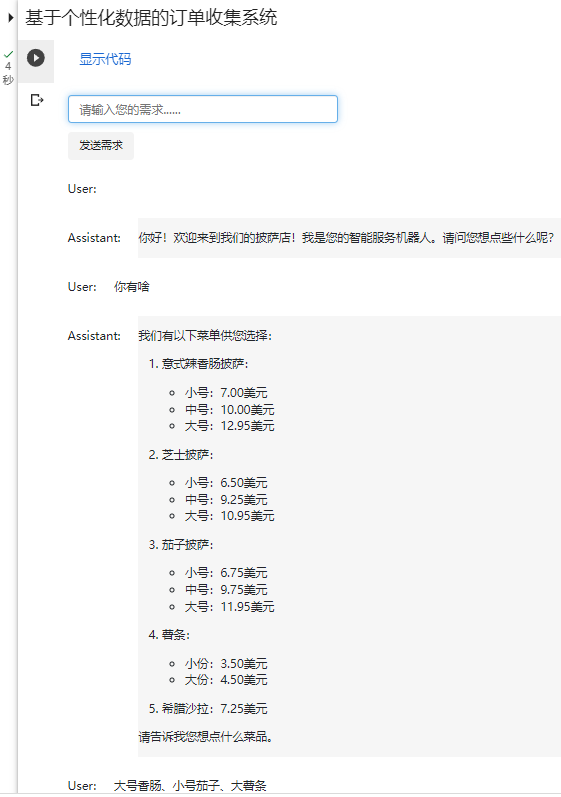 基于个性化数据的订单收集系统
显示代码
4
秒
请输入您的需求......
发送需求
User:
Assistant: 你好！欢迎来到我们的披萨店！我是您的智能服务机器人。请问您想点些什么呢？
User: 你有啥
Assistant: 我们有以下菜单供您选择：
1. 意式辣香肠披萨：
小号：7.00美元
中号：10.00美元
大号：12.95美元
2. 芝士披萨：
小号：6.50美元
中号：9.25美元
大号：10.95美元
3. 茄子披萨：
小号：6.75美元
中号：9.75美元
大号：11.95美元
4. 薯条：
小份：3.50美元
大份：4.50美元
5. 希腊沙拉：7.25美元
请告诉我您想点什么菜品。
User: 大号香肠、小号茄子、大薯条